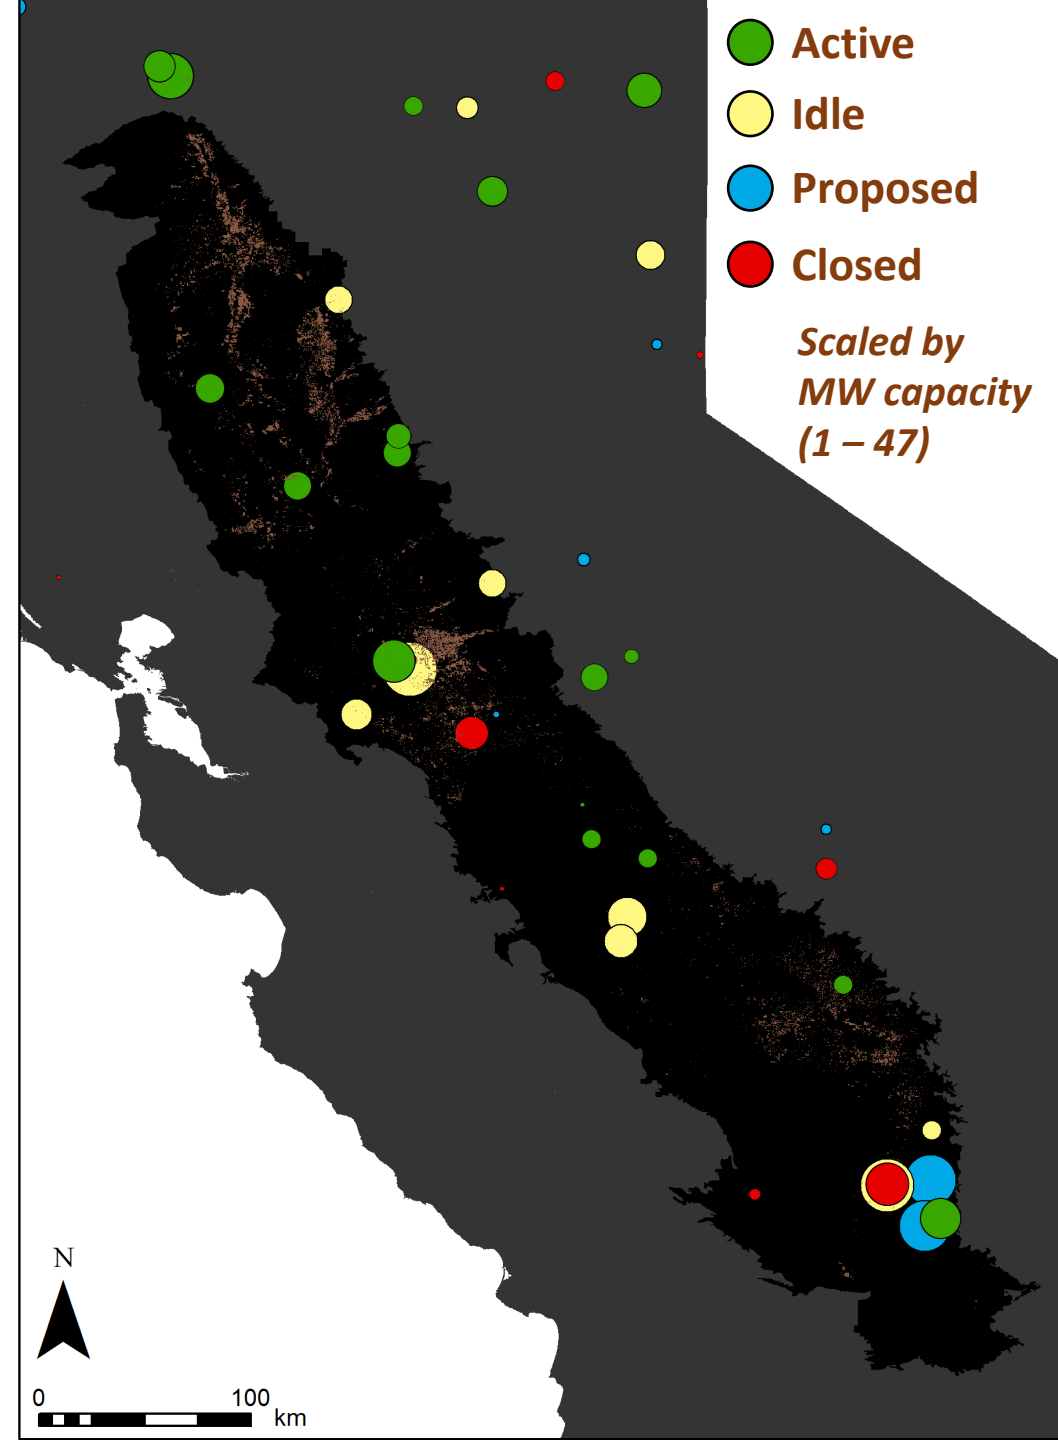 Active
Idle
Proposed
Closed
Scaled by
MW capacity
(1 – 47)
N
0 100
km